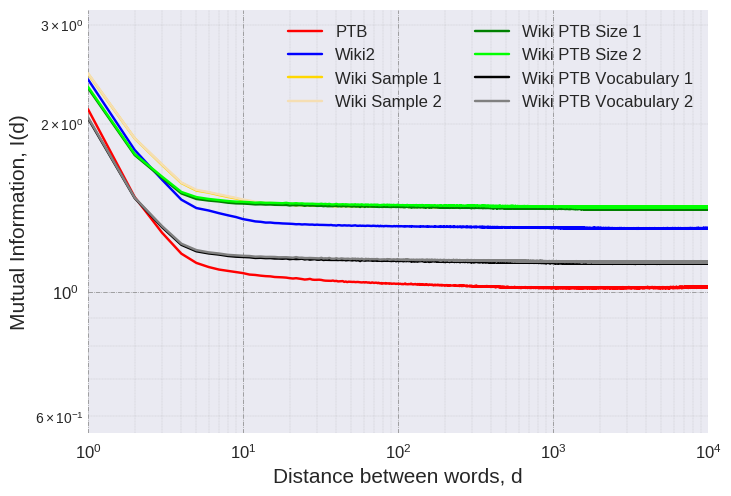 3 × 10⁰
2 × 10⁰
10⁰
6 × 10⁻¹
Mutual Information, I(d)
PTB
Wiki2
Wiki Sample 1
Wiki Sample 2
Wiki PTB Size 1
Wiki PTB Size 2
Wiki PTB Vocabulary 1
Wiki PTB Vocabulary 2
10⁰ 10¹ 10² 10³ 10⁴
Distance between words, d